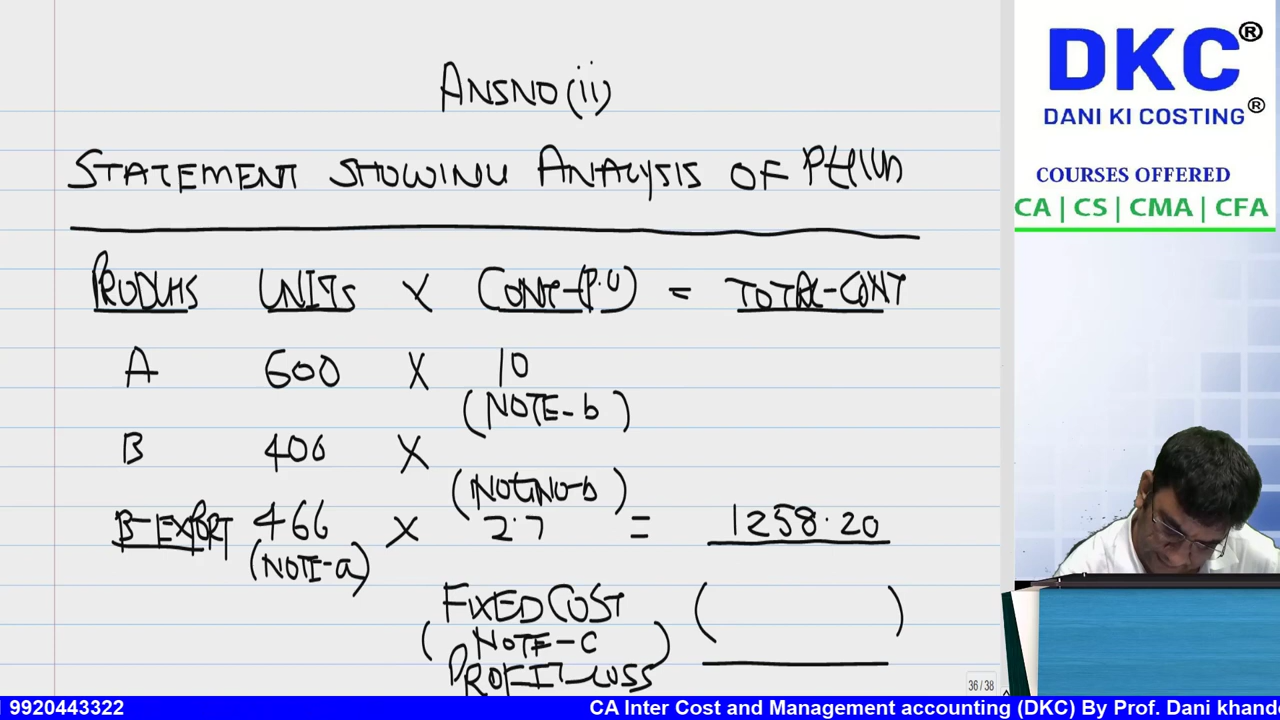 ANSNO(ii)
STATEMENT SHOWING ANALYSIS OF
PRODUCTS UNITS X CONT-(P.U) = TOTAL-CONT
A 600 X 10
(NOTE-b)
B 400 X
(NOTE NO-b)
B-EXPORT 466 X 2.7 = 1258.20
(NOTE-a)
FIXED COST ( )
(NOTE-C)
PROFIT-LOSS
36 / 38
DKC®
DANI KI COSTING®
COURSES OFFERED
CA | CS | CMA | CFA
9920443322
CA Inter Cost and Management accounting (DKC) By Prof. Dani khand